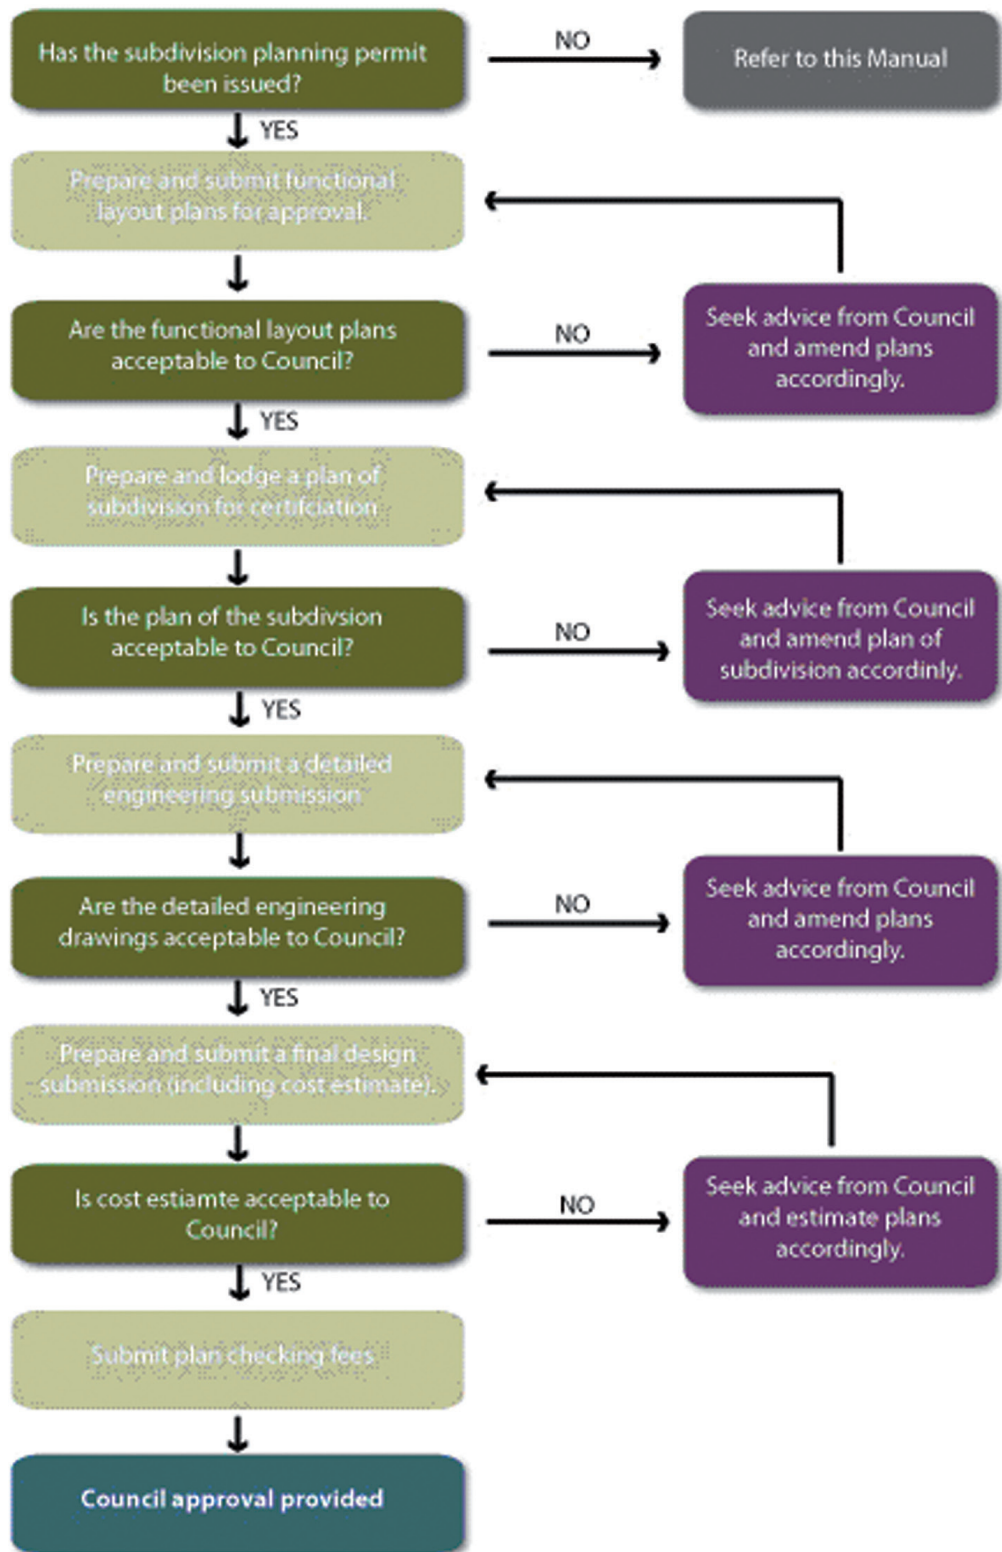 Has the subdivision planning permit
been issued?
NO
Refer to this Manual
YES
Prepare and submit functional
layout plans for approval.
Are the functional layout plans
acceptable to Council?
NO
Seek advice from Council
and amend plans
accordingly.
YES
Prepare and lodge a plan of
subdivision for certifciation
Is the plan of the subdivsion
acceptable to Council?
NO
Seek advice from Council
and amend plan of
subdivision accordinly.
YES
Prepare and submit a detailed
engineering submission
Are the detailed engineering
drawings acceptable to Council?
NO
Seek advice from Council
and amend plans
accordingly.
YES
Prepare and submit a final design
submission (including cost estimate).
Is cost estiamte acceptable to
Council?
NO
Seek advice from Council
and estimate plans
accordingly.
YES
Submit plan checking fees
Council approval provided